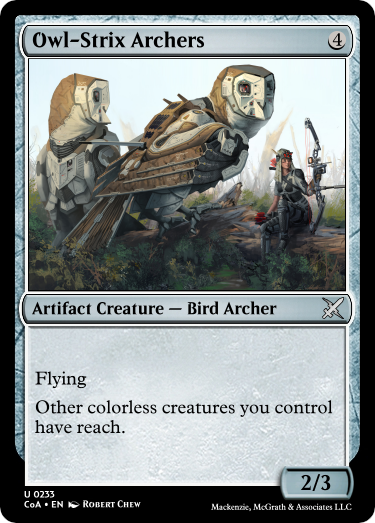 Owl-Strix Archers 4
Artifact Creature — Bird Archer
Flying
Other colorless creatures you control
have reach.
2/3
U 0233
CoA • EN Robert Chew
Mackenzie, McGrath & Associates LLC